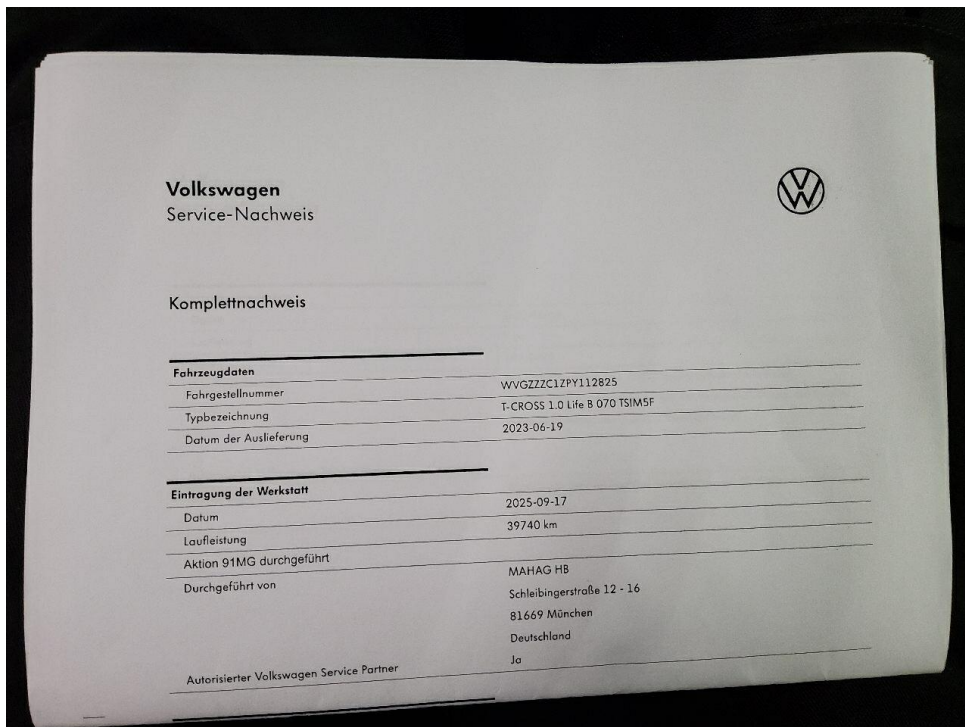 Volkswagen
Service-Nachweis
Komplettnachweis
Fahrzeugdaten
Fahrgestellnummer WVGZZZC1ZPY112825
Typbezeichnung T-CROSS 1.0 Life B 070 TSIM5F
Datum der Auslieferung 2023-06-19
Eintragung der Werkstatt
Datum 2025-09-17
Laufleistung 39740 km
Aktion 91MG durchgeführt
Durchgeführt von MAHAG HB
Schleibingerstraße 12 - 16
81669 München
Deutschland
Autorisierter Volkswagen Service Partner Ja